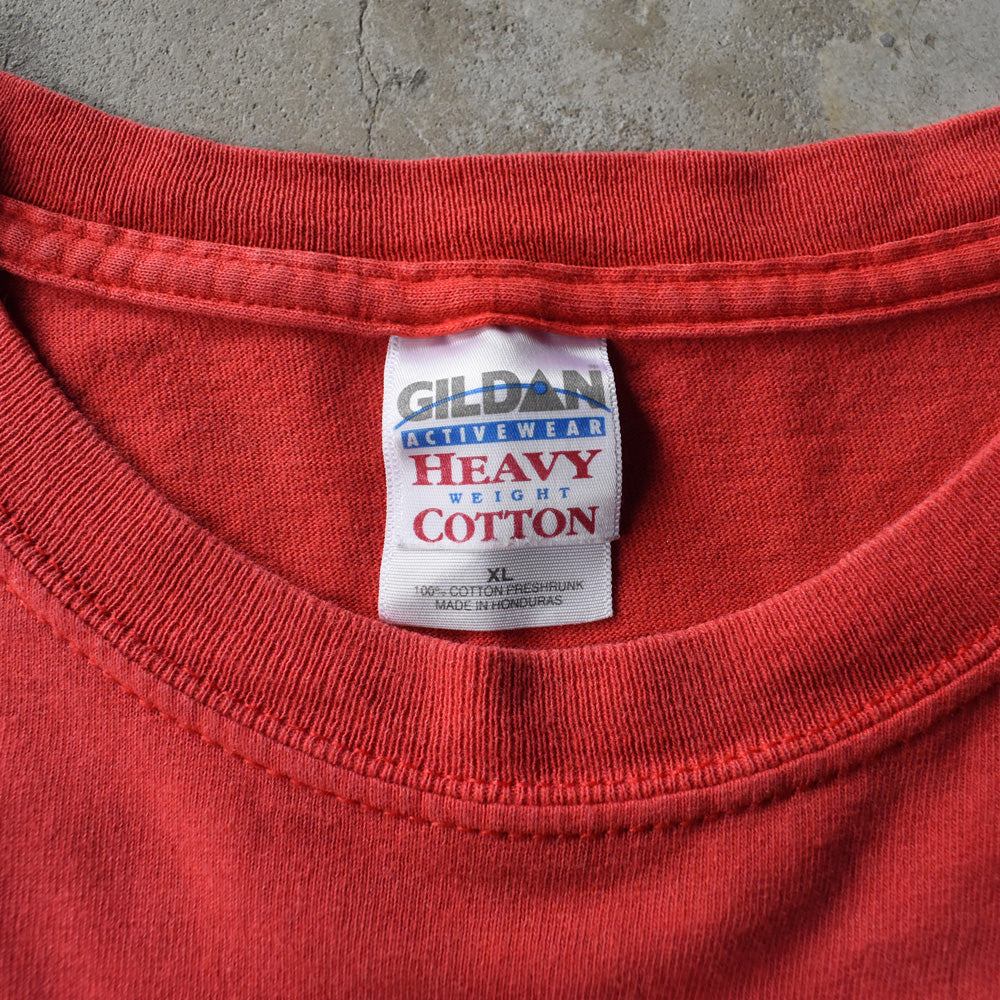 GILDAN
ACTIVEWEAR
HEAVY
WEIGHT
COTTON
XL
100% COTTON PRESHRUNK
MADE IN HONDURAS